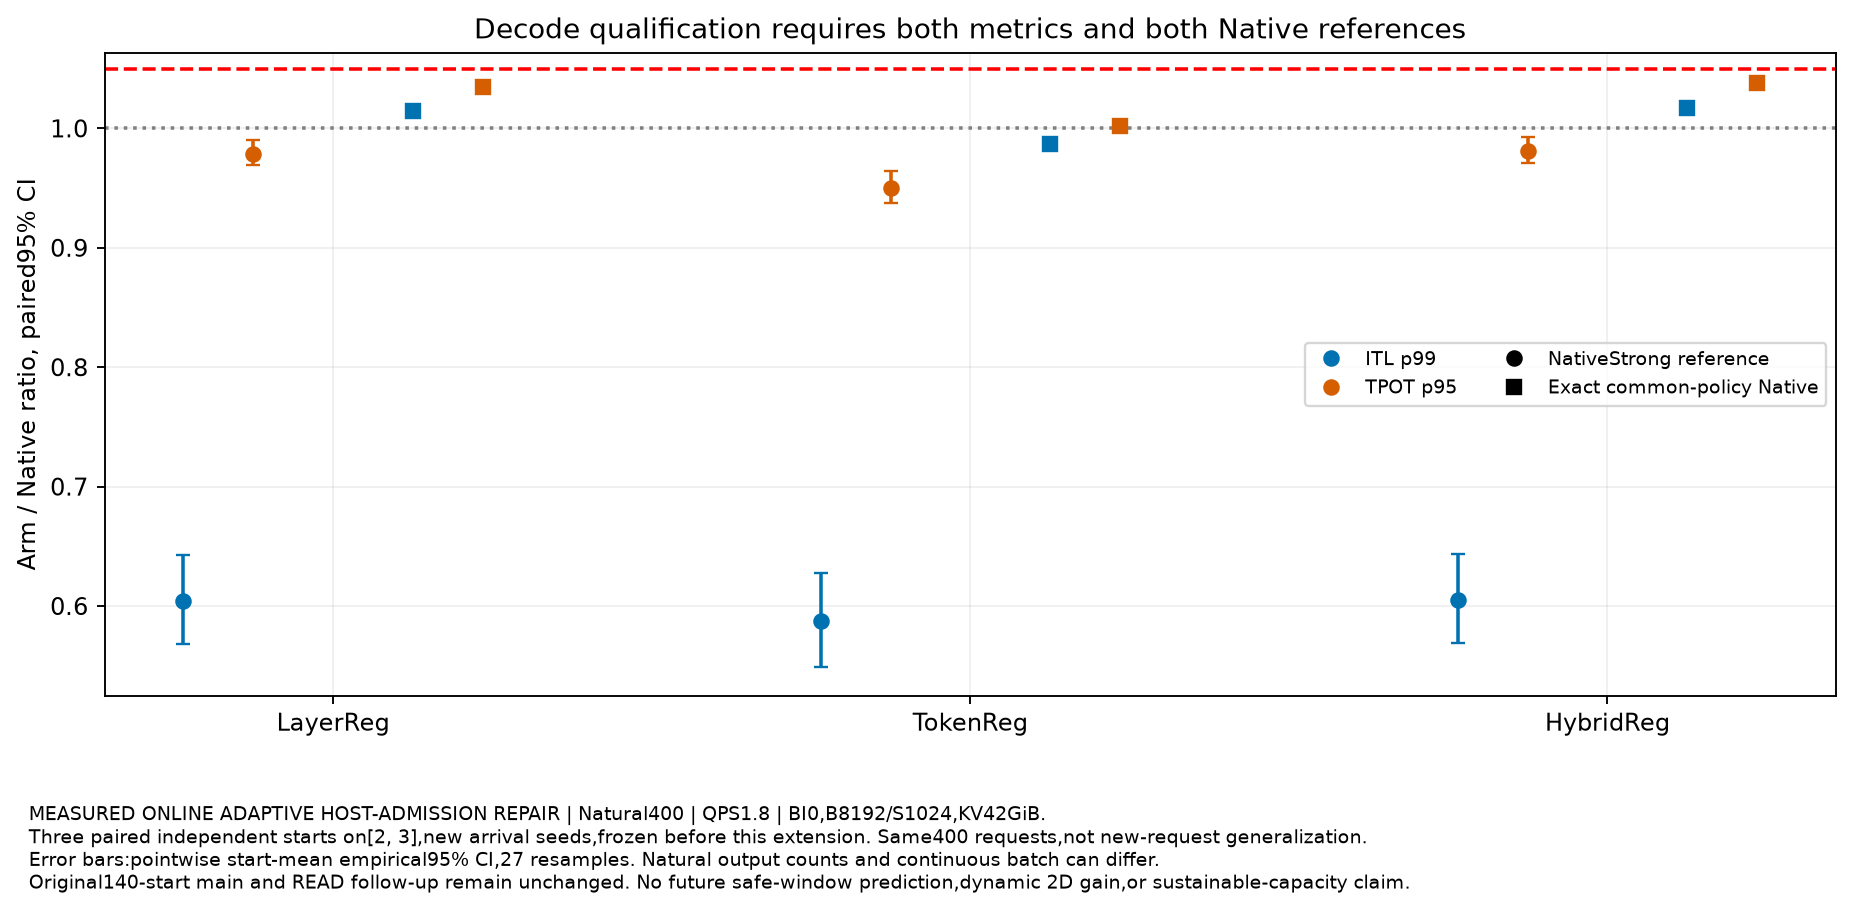 Decode qualification requires both metrics and both Native references
Arm / Native ratio, paired95% CI
1.0
0.9
0.8
0.7
0.6
ITL p99
TPOT p95
NativeStrong reference
Exact common-policy Native
LayerReg
TokenReg
HybridReg
MEASURED ONLINE ADAPTIVE HOST-ADMISSION REPAIR | Natural400 | QPS1.8 | BI0,B8192/S1024,KV42GiB.
Three paired independent starts on[2, 3],new arrival seeds,frozen before this extension. Same400 requests,not new-request generalization.
Error bars:pointwise start-mean empirical95% CI,27 resamples. Natural output counts and continuous batch can differ.
Original140-start main and READ follow-up remain unchanged. No future safe-window prediction,dynamic 2D gain,or sustainable-capacity claim.